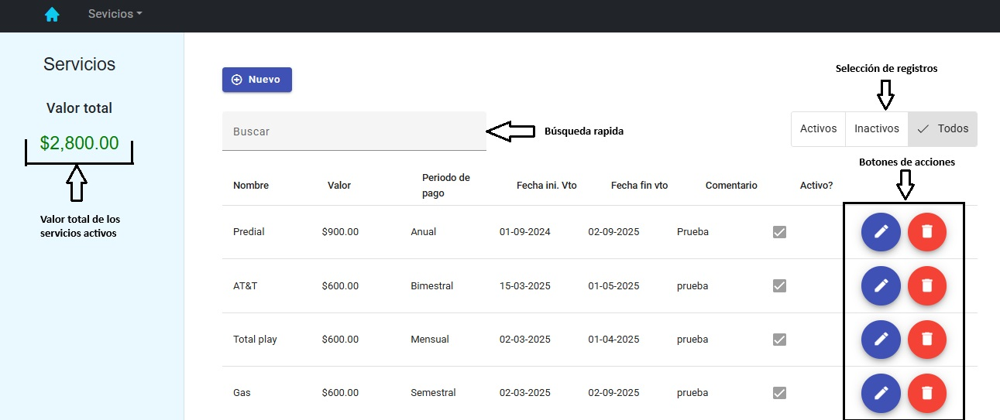 Sevicios
Servicios
Valor total
$2,800.00
Valor total de los
servicios activos
Nuevo
Buscar
Búsqueda rapida
Selección de registros
Activos Inactivos Todos
Botones de acciones
Nombre Valor Periodo de pago Fecha ini. Vto Fecha fin vto Comentario Activo?
Predial $900.00 Anual 01-09-2024 02-09-2025 Prueba
AT&T $600.00 Bimestral 15-03-2025 01-05-2025 prueba
Total play $600.00 Mensual 02-03-2025 01-04-2025 prueba
Gas $600.00 Semestral 02-03-2025 02-09-2025 prueba